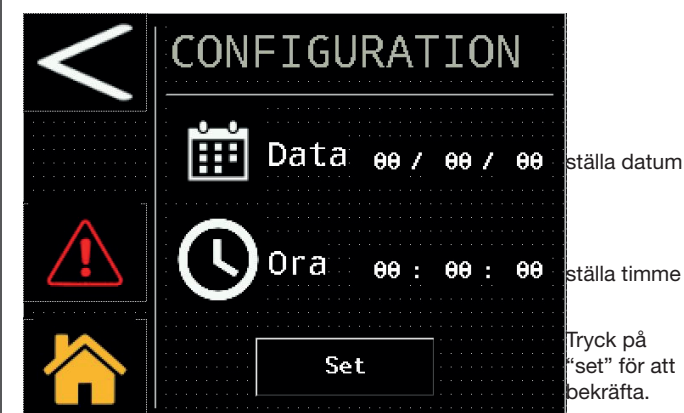 CONFIGURATION
Data 00 / 00 / 00
ställa datum
Ora 00 : 00 : 00
ställa timme
Set
Tryck på
“set” för att
bekräfta.